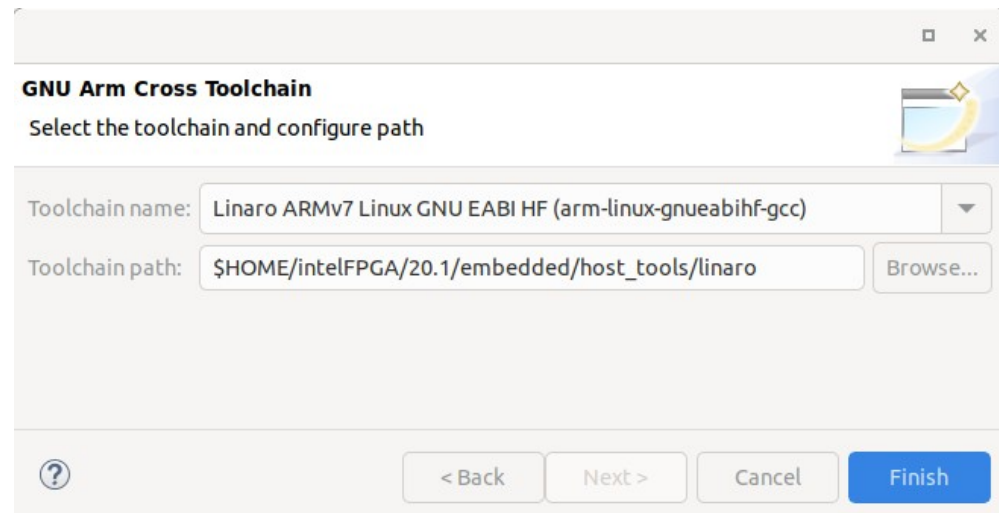 GNU Arm Cross Toolchain
Select the toolchain and configure path
Toolchain name: Linaro ARMv7 Linux GNU EABI HF (arm-linux-gnueabihf-gcc)
Toolchain path: $HOME/intelFPGA/20.1/embedded/host_tools/linaro Browse...
? < Back Next > Cancel Finish